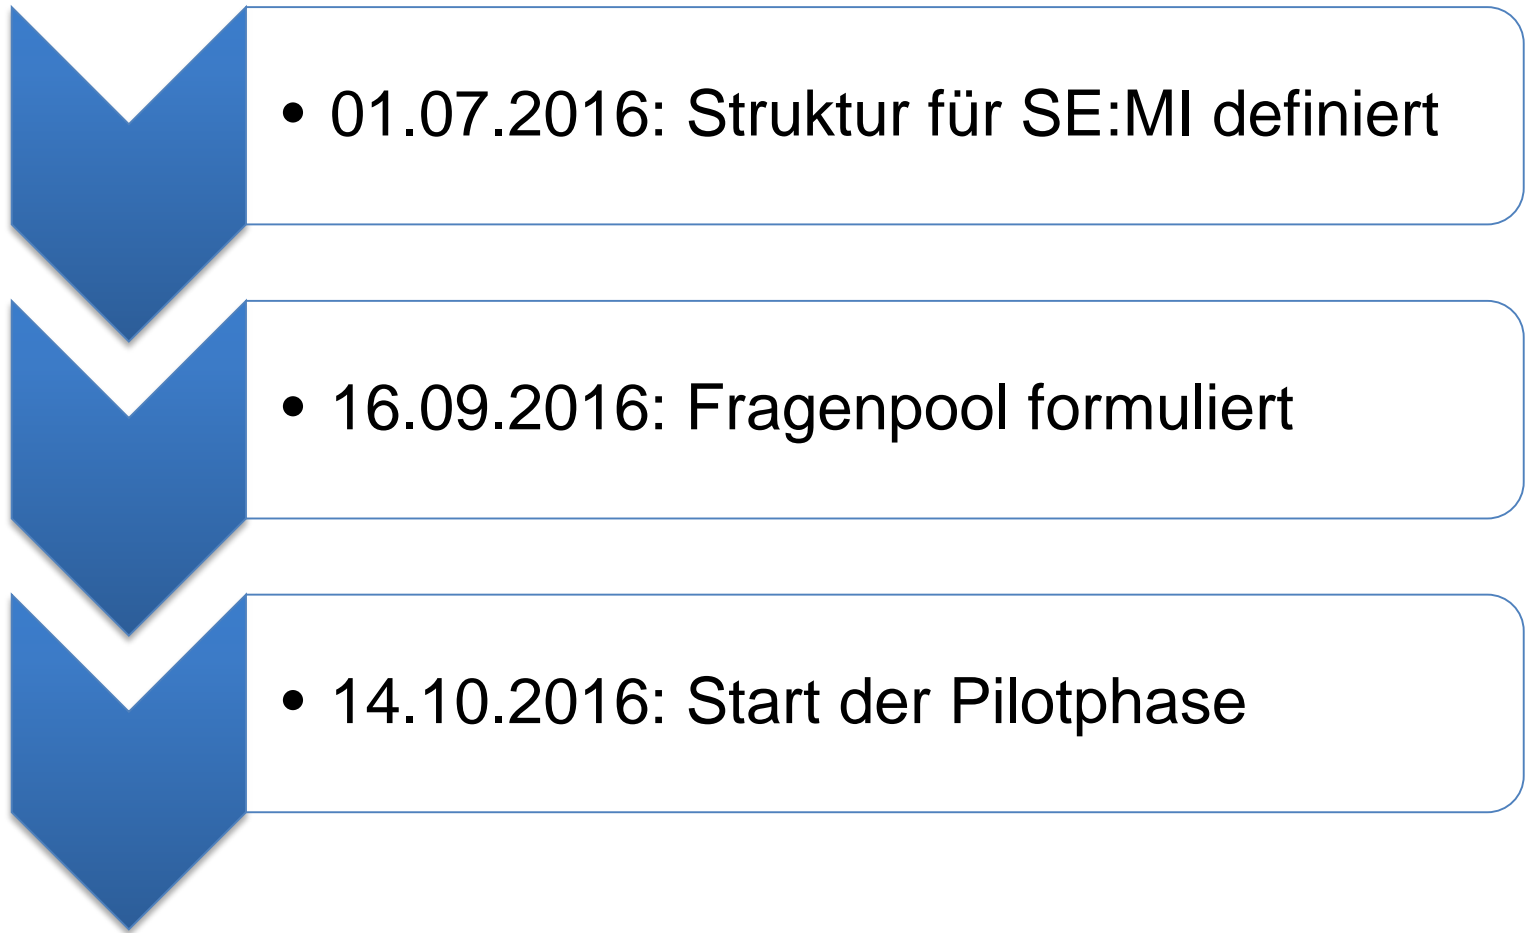 • 01.07.2016: Struktur für SE:MI definiert
• 16.09.2016: Fragenpool formuliert
• 14.10.2016: Start der Pilotphase